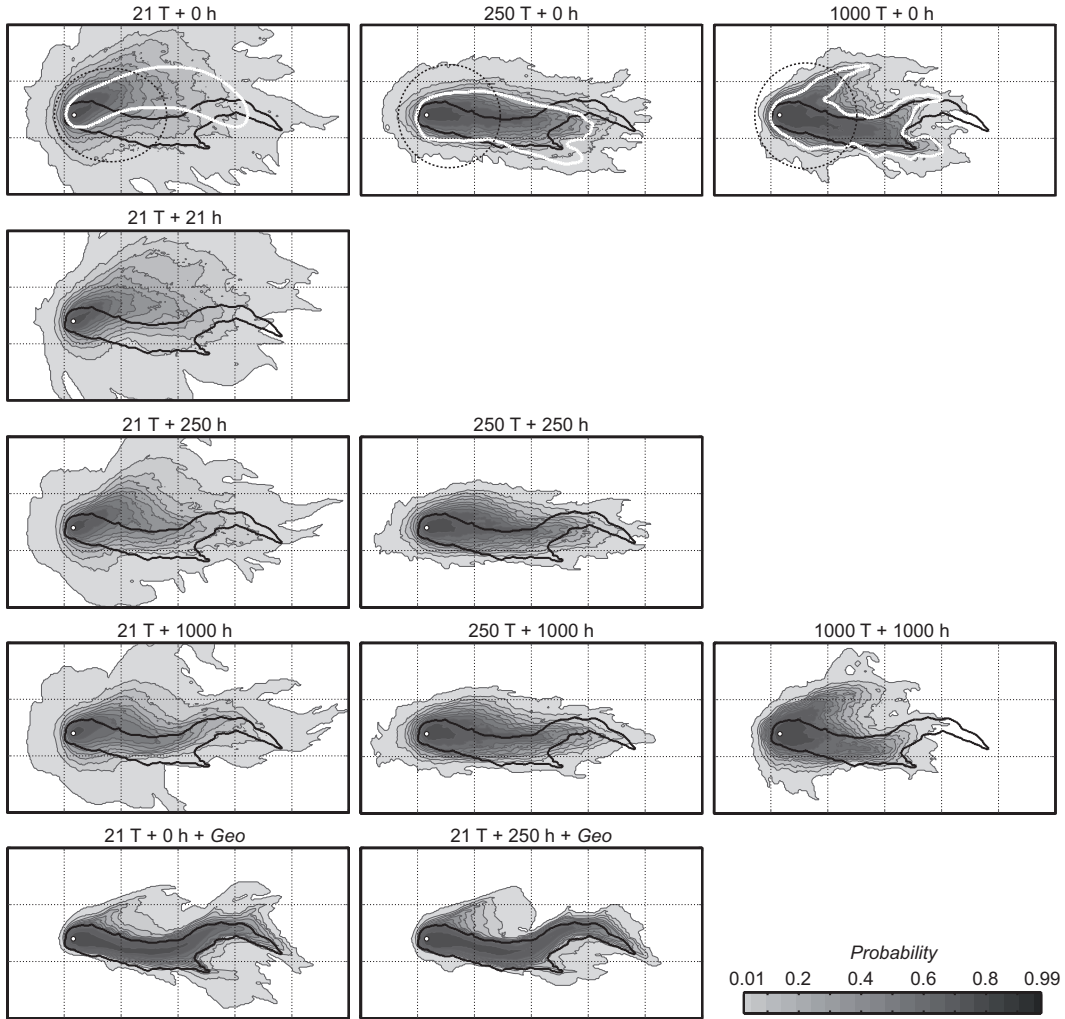 21 T + 0 h
250 T + 0 h
1000 T + 0 h
21 T + 21 h
21 T + 250 h
250 T + 250 h
21 T + 1000 h
250 T + 1000 h
1000 T + 1000 h
21 T + 0 h + Geo
21 T + 250 h + Geo
Probability
0.01 0.2 0.4 0.6 0.8 0.99